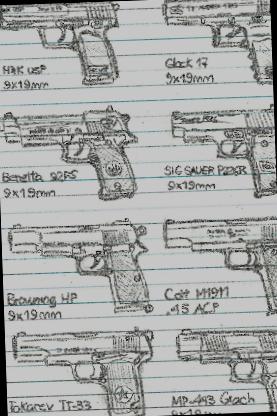 H&K USP
9x19mm
Glock 17
9x19mm
Beretta 92FS
9x19mm
SIG SAUER P226R
9x19mm
Browning HP
9x19mm
Colt M1911
.45 ACP
Tokarev TT-33
MP-443 Grach